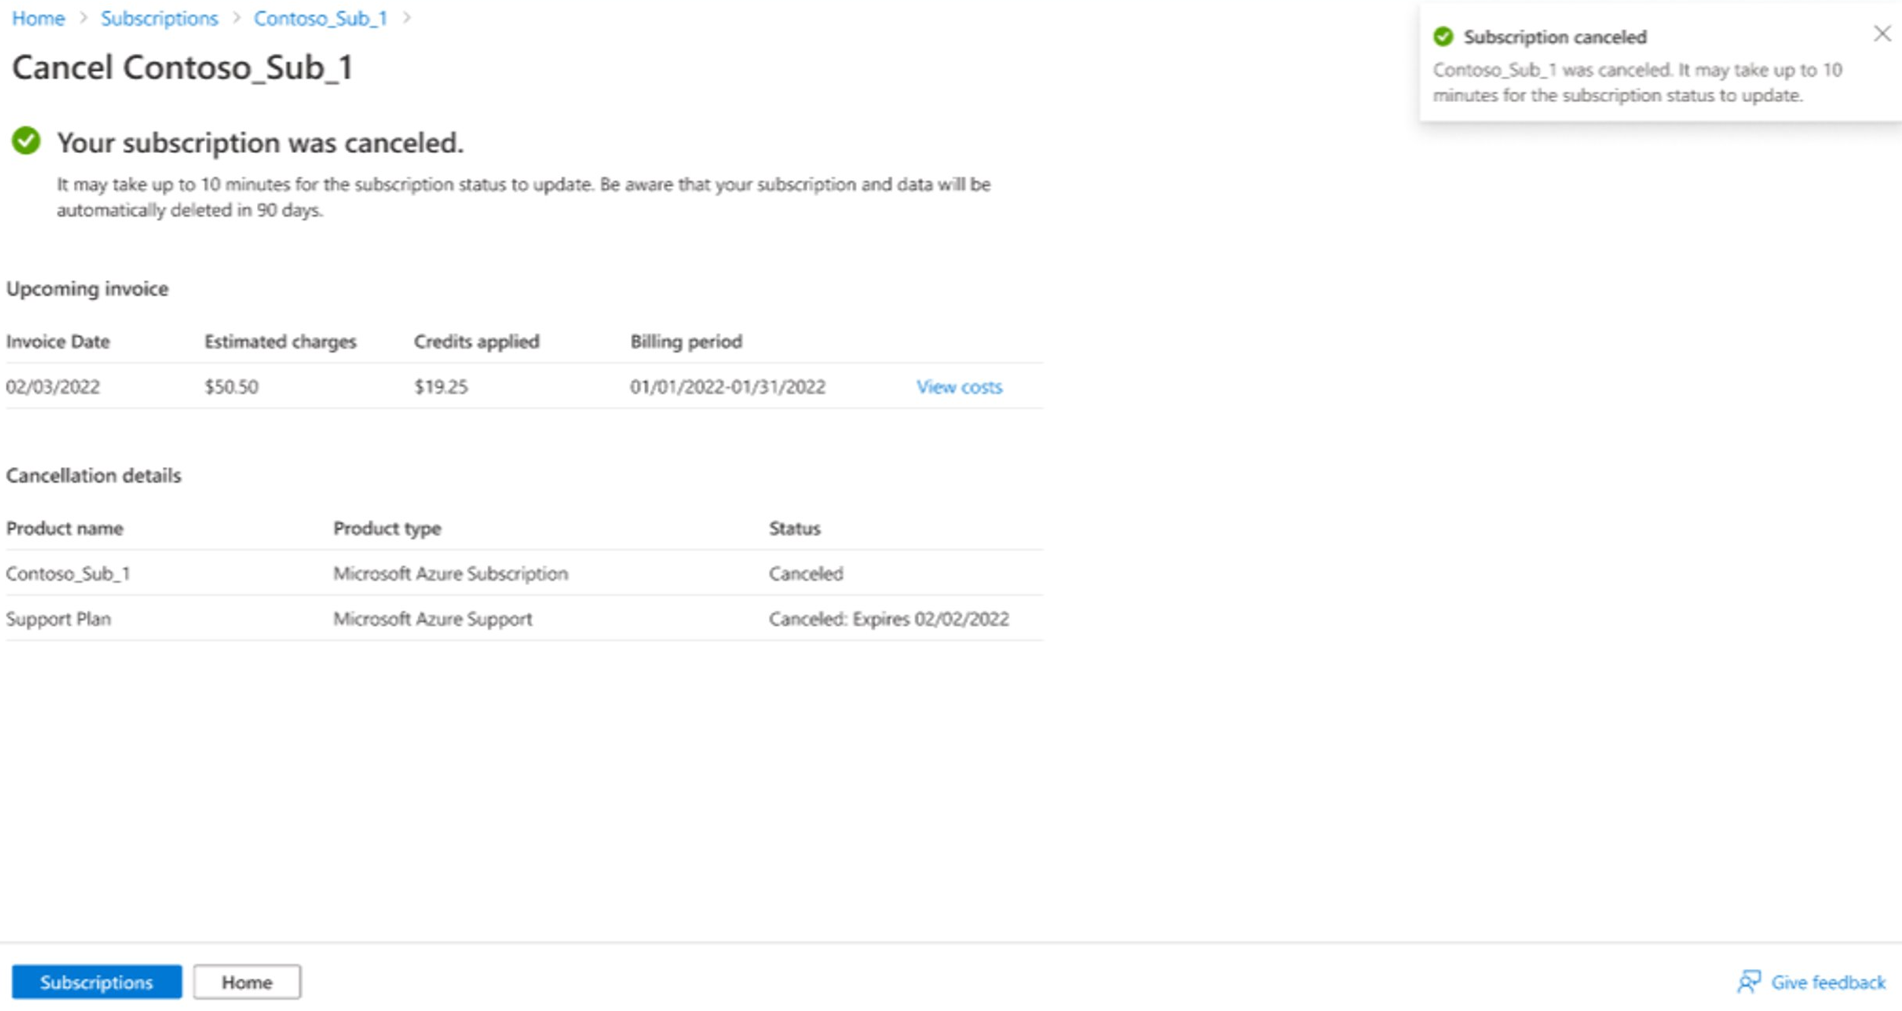 Home > Subscriptions > Contoso_Sub_1 >
Cancel Contoso_Sub_1
Subscription canceled
Contoso_Sub_1 was canceled. It may take up to 10
minutes for the subscription status to update.
Your subscription was canceled.
It may take up to 10 minutes for the subscription status to update. Be aware that your subscription and data will be
automatically deleted in 90 days.
Upcoming invoice
Invoice Date Estimated charges Credits applied Billing period
02/03/2022 $50.50 $19.25 01/01/2022-01/31/2022 View costs
Cancellation details
Product name Product type Status
Contoso_Sub_1 Microsoft Azure Subscription Canceled
Support Plan Microsoft Azure Support Canceled: Expires 02/02/2022
Subscriptions Home Give feedback